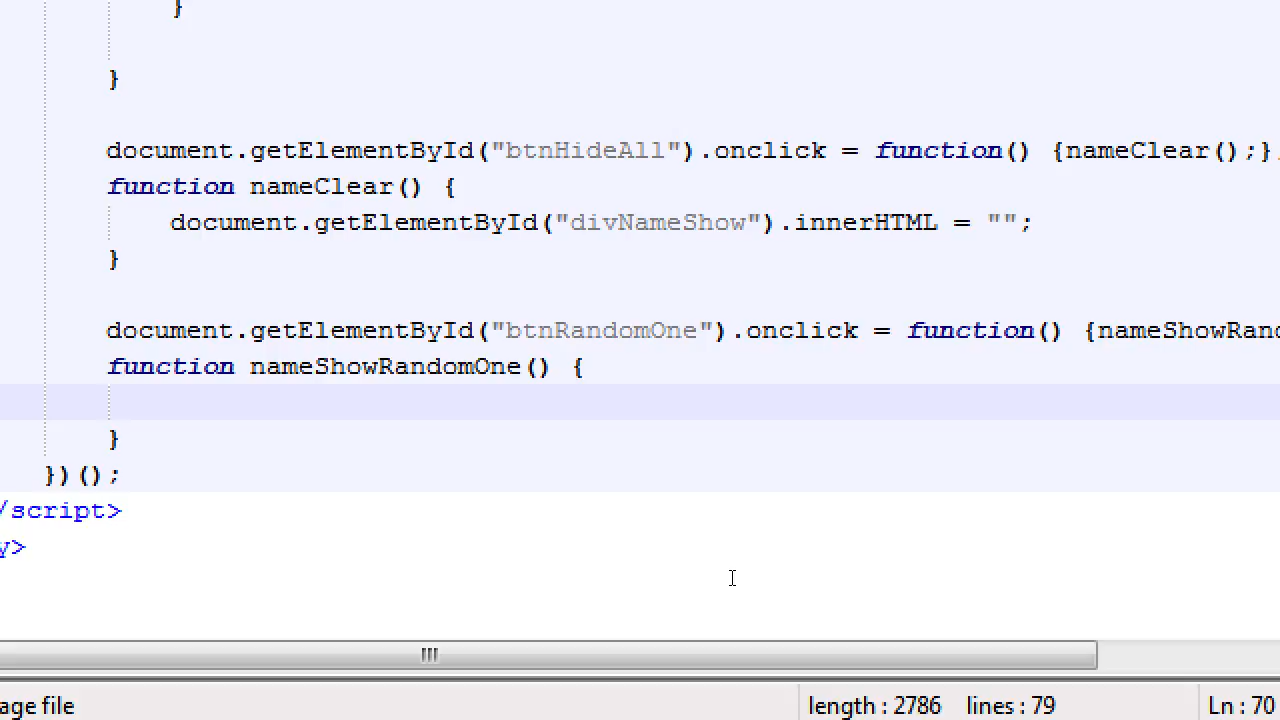 }
}
document.getElementById("btnHideAll").onclick = function() {nameClear();}
function nameClear() {
document.getElementById("divNameShow").innerHTML = "";
}
document.getElementById("btnRandomOne").onclick = function() {nameShowRand
function nameShowRandomOne() {
}
})();
/script>
y>
age file length : 2786 lines : 79 Ln : 70